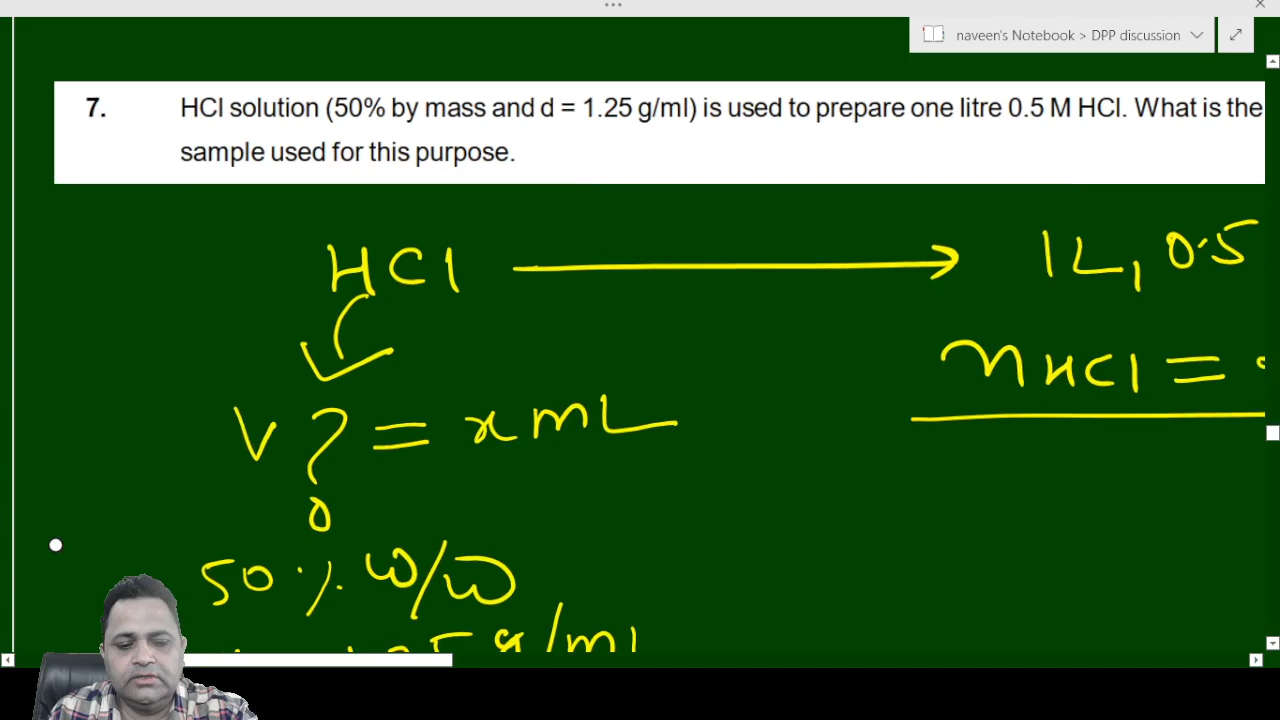 naveen's Notebook > DPP discussion
7. HCl solution (50% by mass and d = 1.25 g/ml) is used to prepare one litre 0.5 M HCl. What is the
sample used for this purpose.
HCl → 1L, 0.5
nHCl =
V ? = x mL
50 % w/w
g/ml